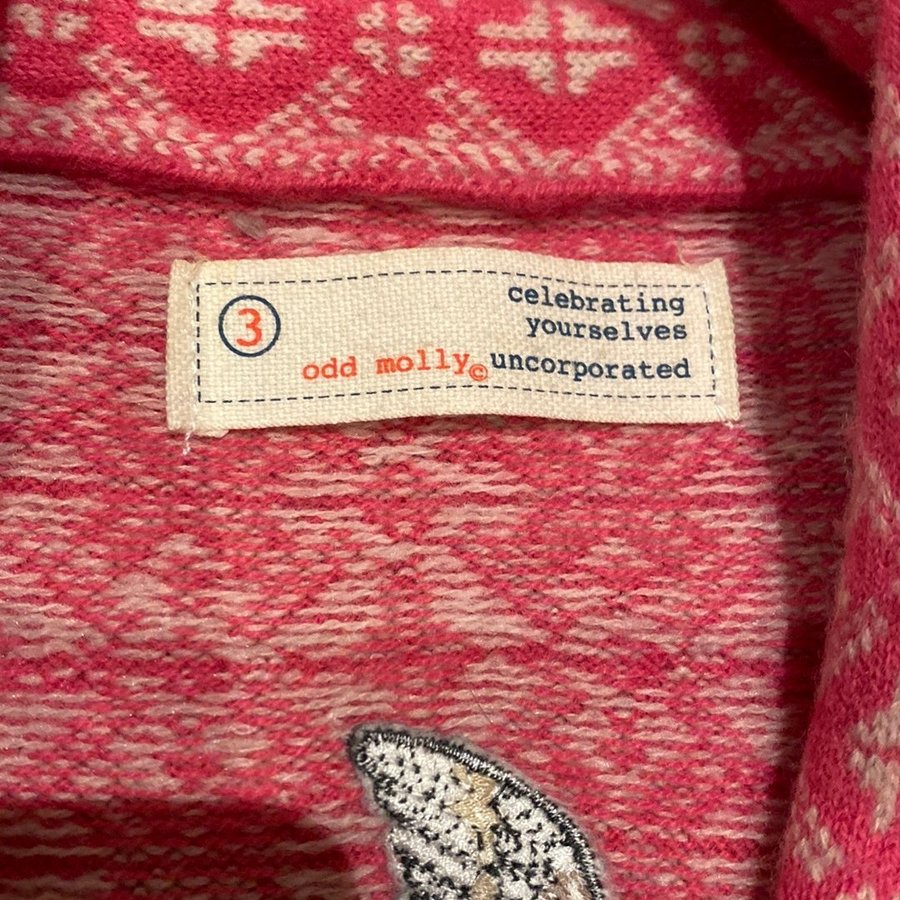 3
celebrating
yourselves
odd molly© uncorporated